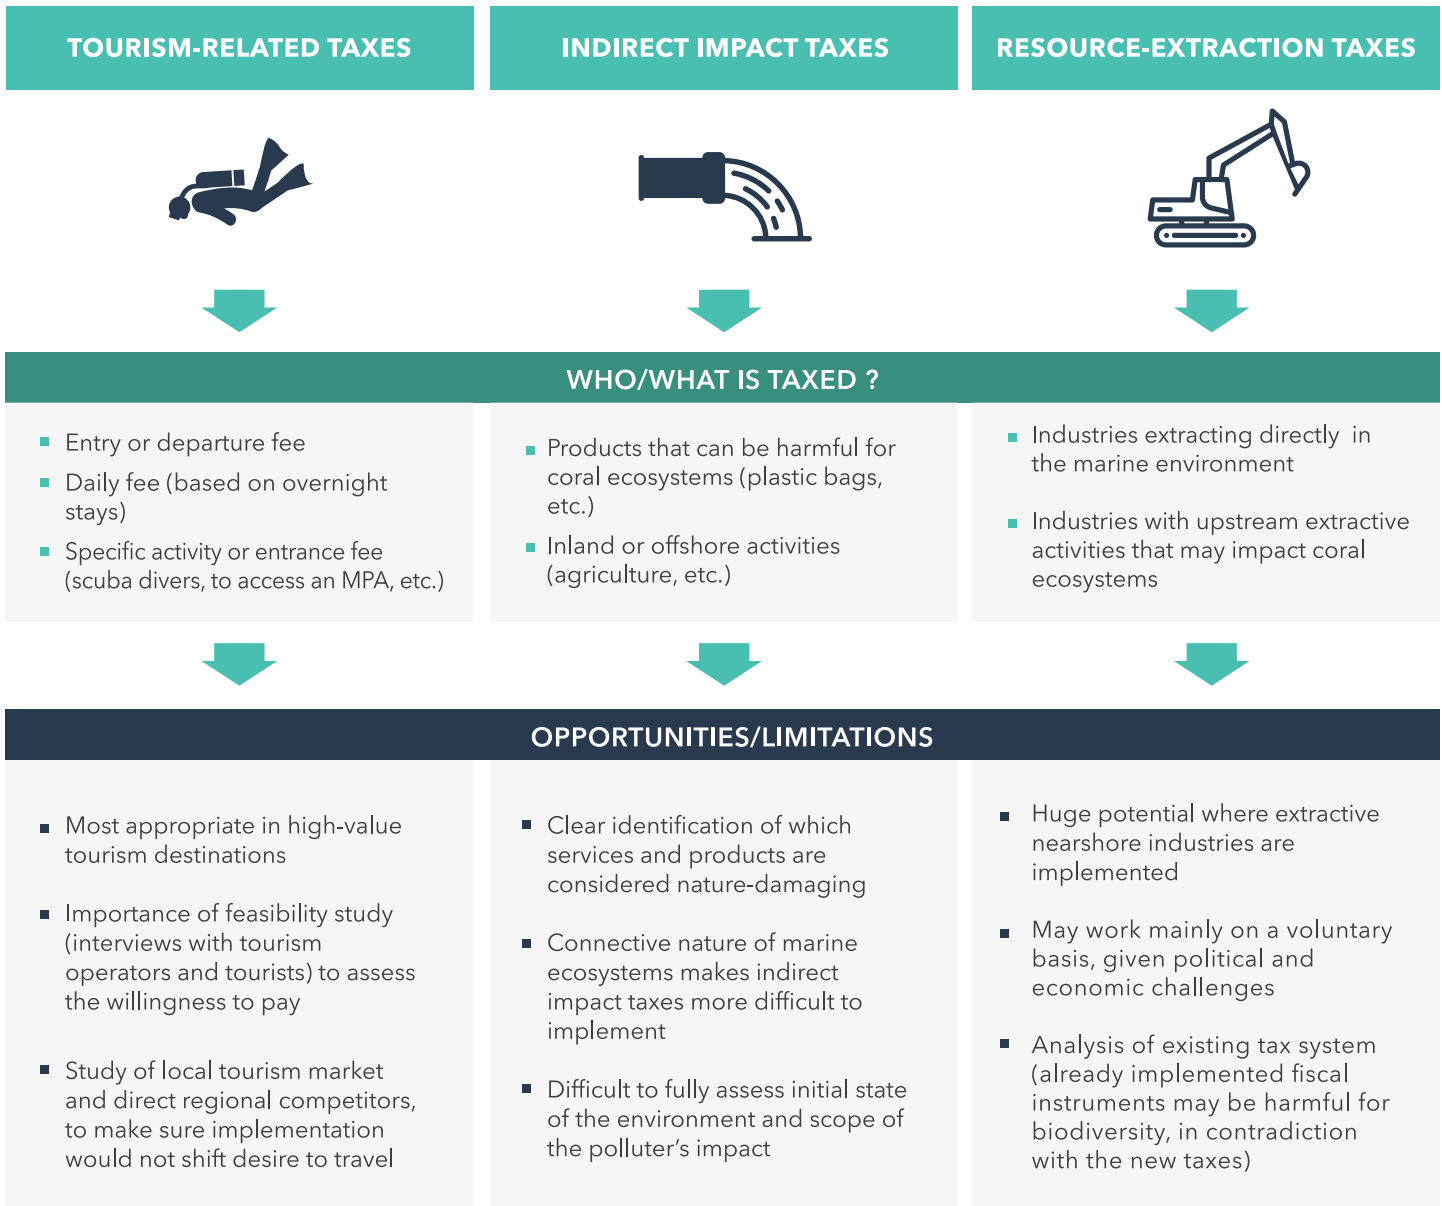 TOURISM-RELATED TAXES
INDIRECT IMPACT TAXES
RESOURCE-EXTRACTION TAXES
WHO/WHAT IS TAXED ?
Entry or departure fee
Daily fee (based on overnight
stays)
Specific activity or entrance fee
(scuba divers, to access an MPA, etc.)
Products that can be harmful for
coral ecosystems (plastic bags,
etc.)
Inland or offshore activities
(agriculture, etc.)
Industries extracting directly in
the marine environment
Industries with upstream extractive
activities that may impact coral
ecosystems
OPPORTUNITIES/LIMITATIONS
Most appropriate in high-value
tourism destinations
Importance of feasibility study
(interviews with tourism
operators and tourists) to assess
the willingness to pay
Study of local tourism market
and direct regional competitors,
to make sure implementation
would not shift desire to travel
Clear identification of which
services and products are
considered nature-damaging
Connective nature of marine
ecosystems makes indirect
impact taxes more difficult to
implement
Difficult to fully assess initial state
of the environment and scope of
the polluter's impact
Huge potential where extractive
nearshore industries are
implemented
May work mainly on a voluntary
basis, given political and
economic challenges
Analysis of existing tax system
(already implemented fiscal
instruments may be harmful for
biodiversity, in contradiction
with the new taxes)